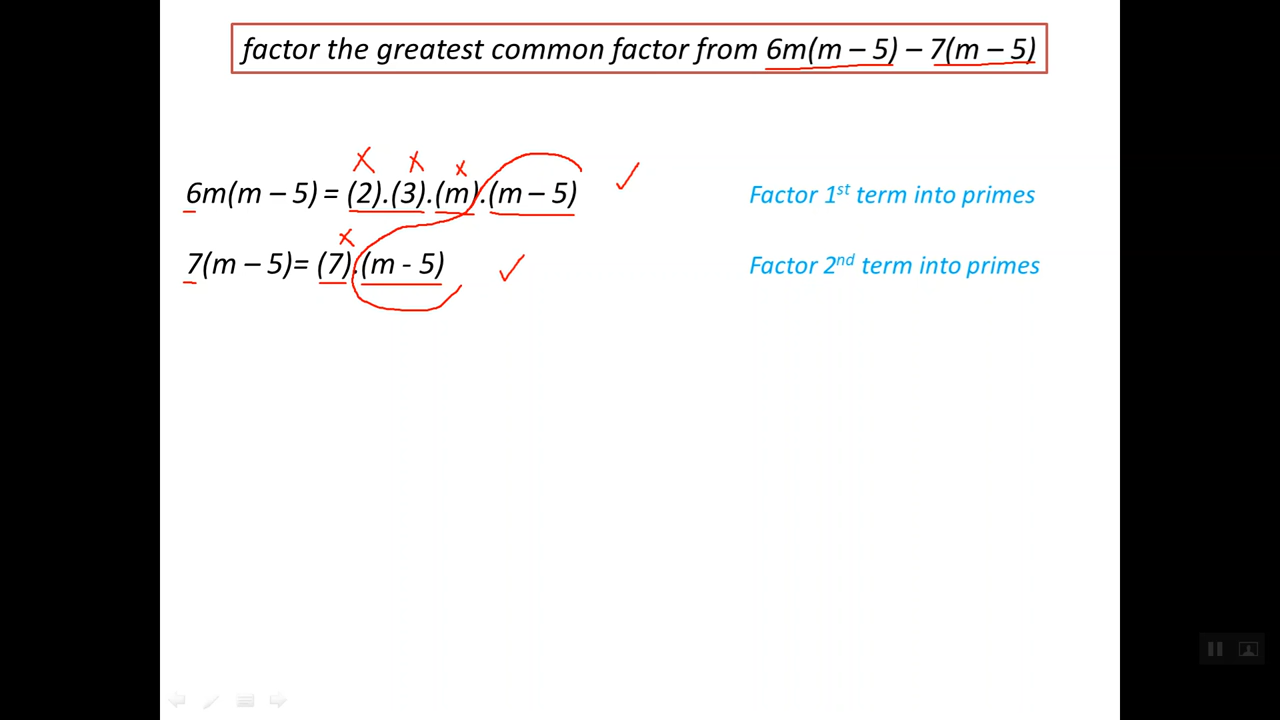 factor the greatest common factor from 6m(m – 5) – 7(m – 5)
x x x
6m(m – 5) = (2).(3).(m).(m – 5) ✓ Factor 1st term into primes
x
7(m – 5)= (7).(m - 5) ✓ Factor 2nd term into primes